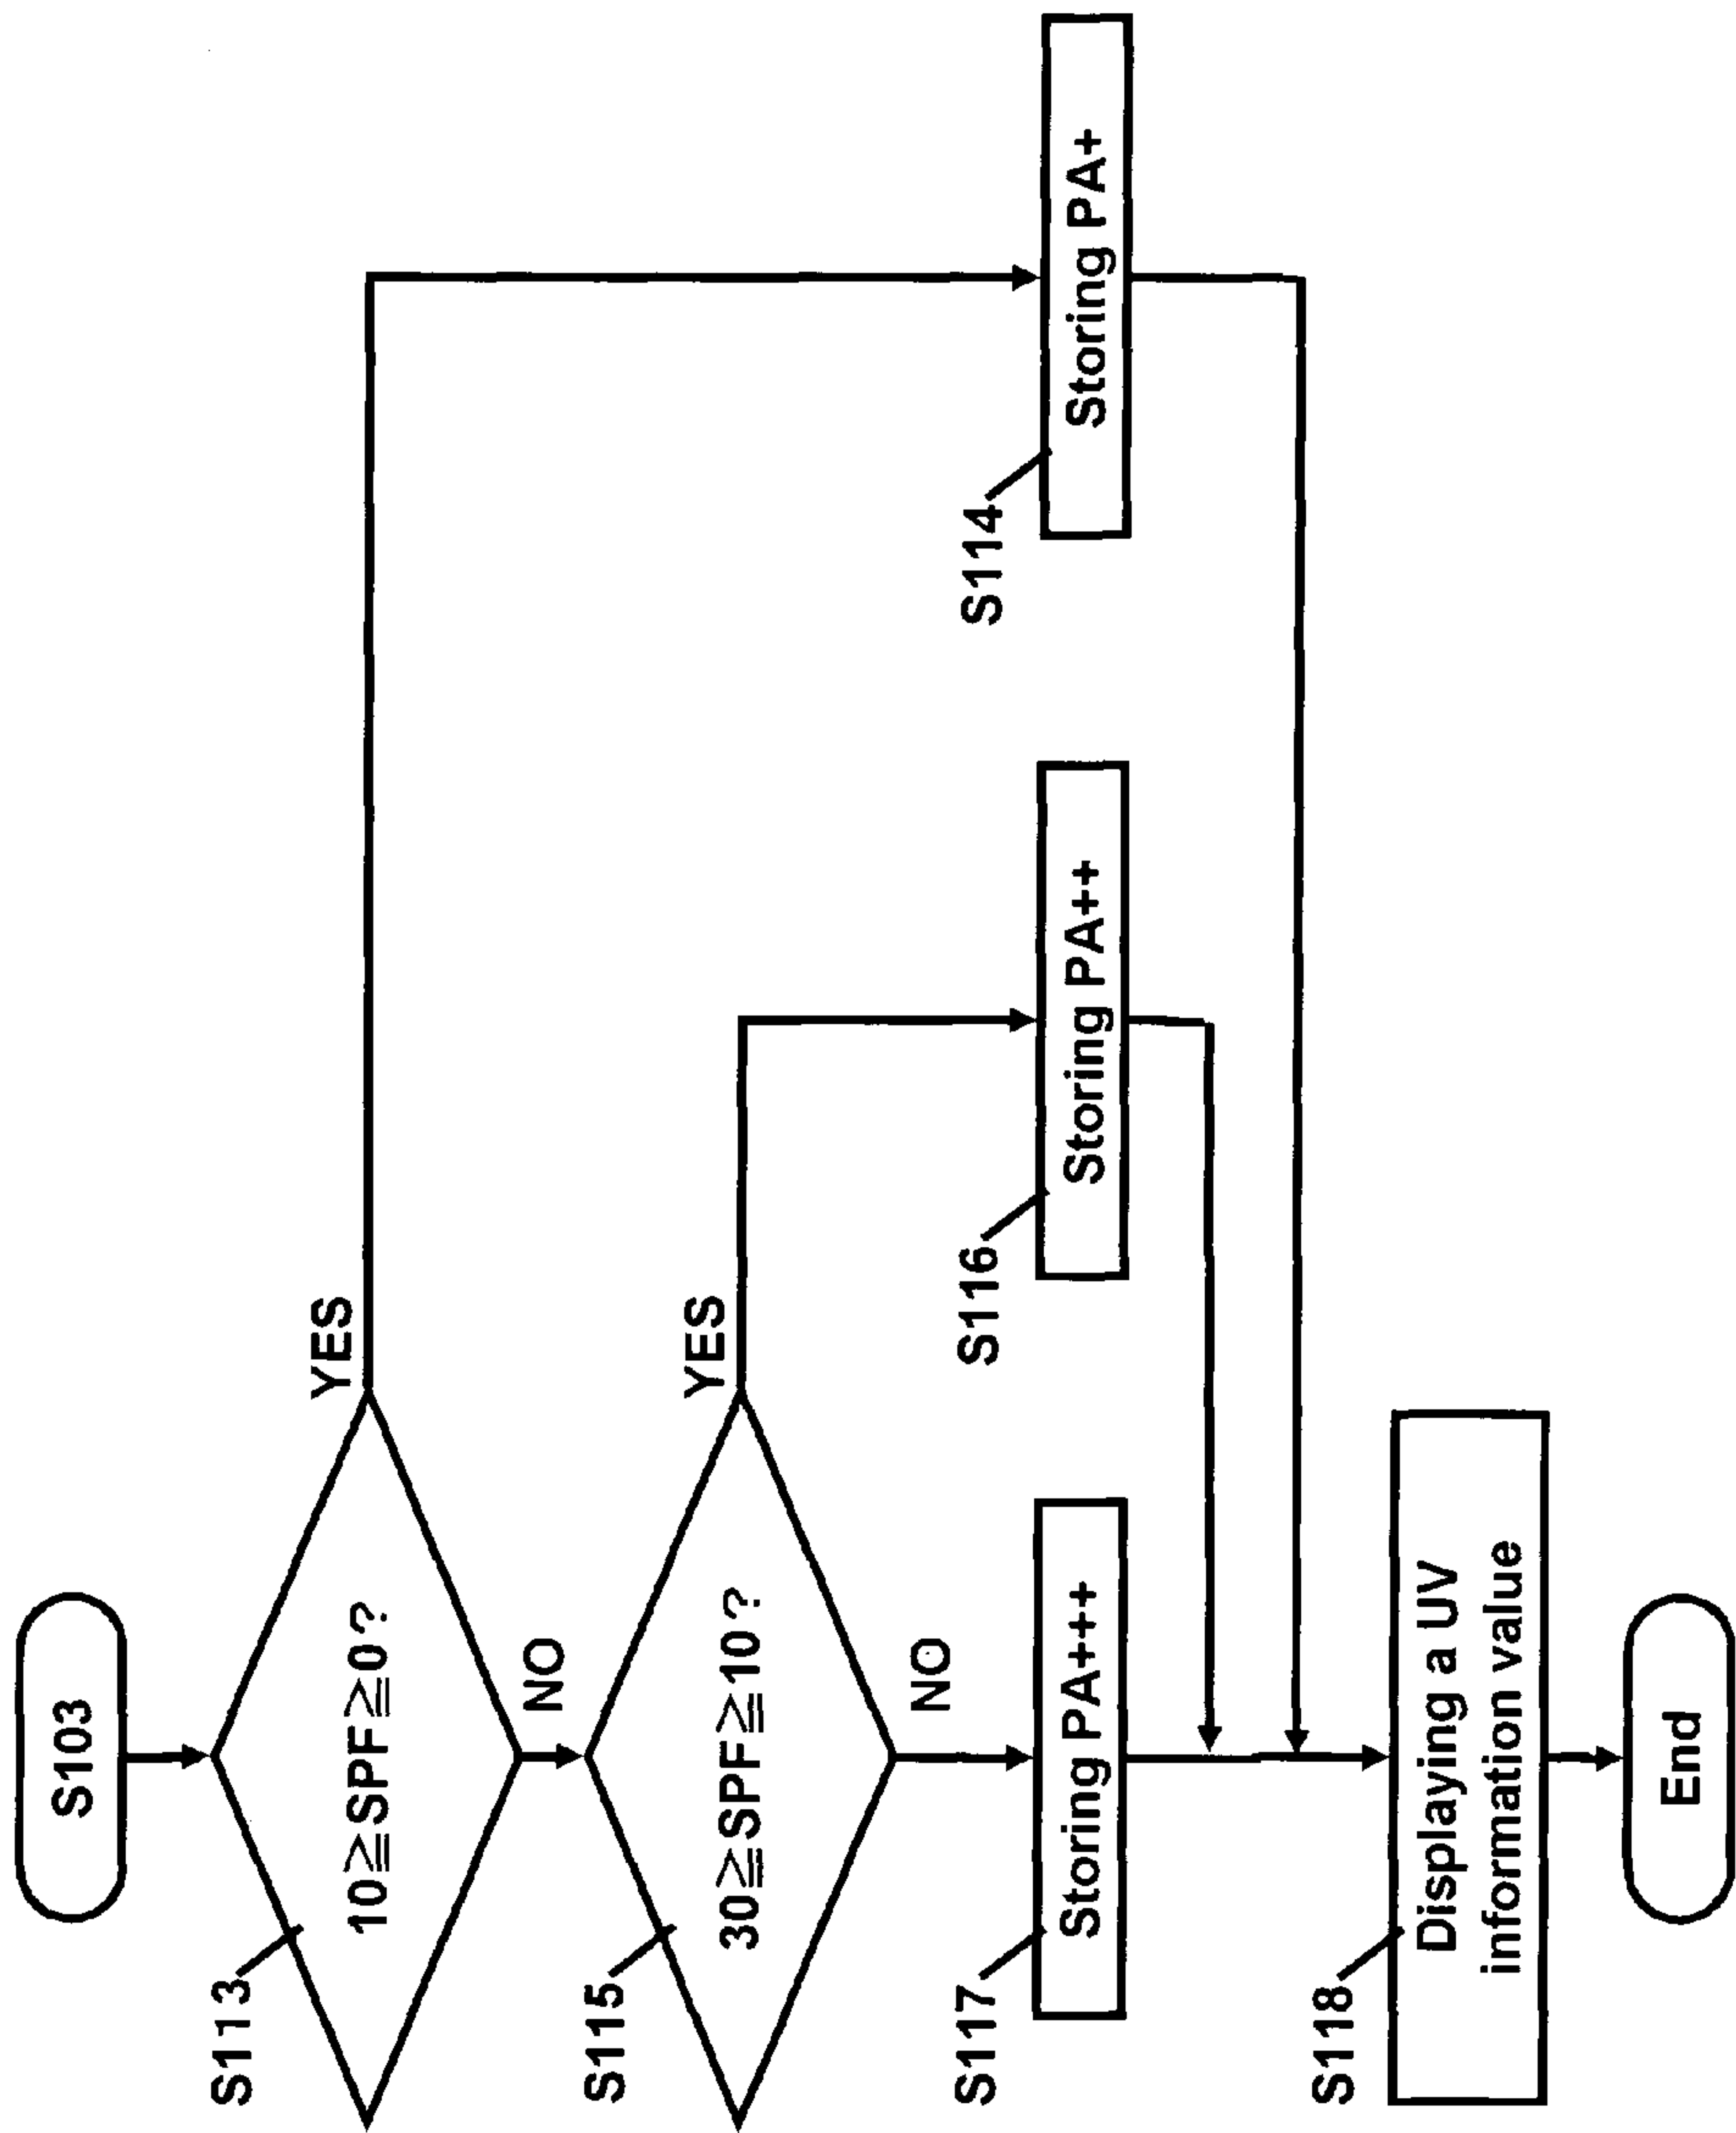 S103
S113
10≧SPF≧0?
YES
NO
S115
30≧SPF≧10?
YES
NO
S117
Storing PA+++
S116
Storing PA++
S114
Storing PA+
S118
Displaying a UV
information value
End